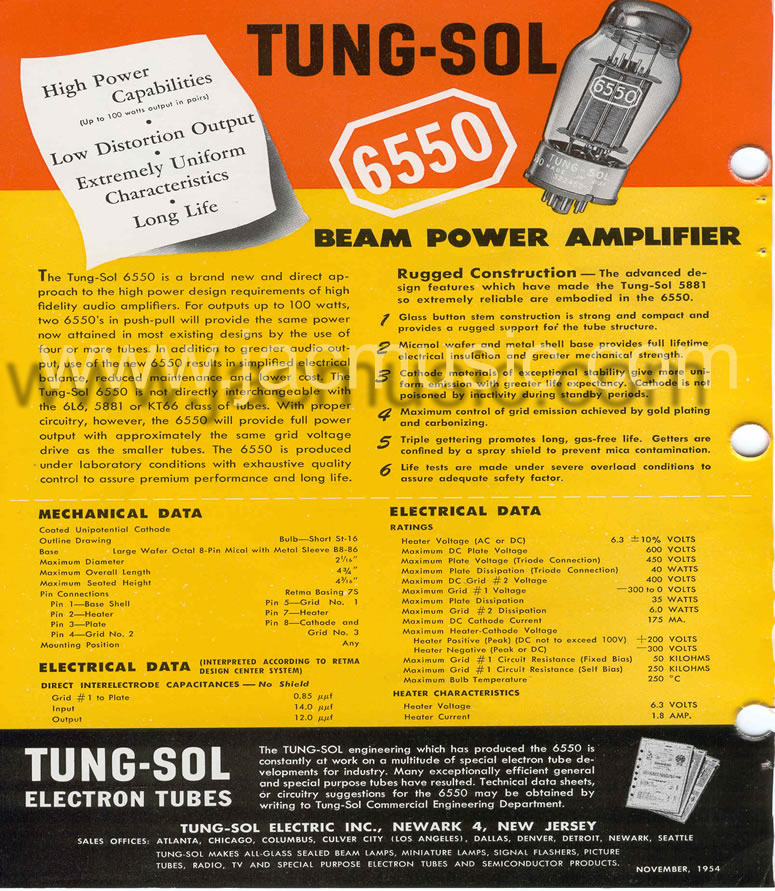 TUNG-SOL
High Power
Capabilities
(Up to 100 watts output in pairs)
•
Low Distortion Output
•
Extremely Uniform
Characteristics
•
Long Life
6550
6550
TUNG-SOL
BEAM POWER AMPLIFIER
The Tung-Sol 6550 is a brand new and direct ap-
proach to the high power design requirements of high
fidelity audio amplifiers. For outputs up to 100 watts,
two 6550's in push-pull will provide the same power
now attained in most existing designs by the use of
four or more tubes. In addition to greater audio out-
put, use of the new 6550 results in simplified electrical
balance, reduced maintenance and lower cost. The
Tung-Sol 6550 is not directly interchangeable with
the 6L6, 5881 or KT66 class of tubes. With proper
circuitry, however, the 6550 will provide full power
output with approximately the same grid voltage
drive as the smaller tubes. The 6550 is produced
under laboratory conditions with exhaustive quality
control to assure premium performance and long life.
Rugged Construction — The advanced de-
sign features which have made the Tung-Sol 5881
so extremely reliable are embodied in the 6550.
1 Glass button stem construction is strong and compact and
provides a rugged support for the tube structure.
2 Micanol wafer and metal shell base provides full lifetime
electrical insulation and greater mechanical strength.
3 Cathode materials of exceptional stability give more uni-
form emission with greater life expectancy. Cathode is not
poisoned by inactivity during standby periods.
4 Maximum control of grid emission achieved by gold plating
and carbonizing.
5 Triple gettering promotes long, gas-free life. Getters are
confined by a spray shield to prevent mica contamination.
6 Life tests are made under severe overload conditions to
assure adequate safety factor.
www.jacmusic.com
MECHANICAL DATA
Coated Unipotential Cathode
Outline Drawing Bulb—Short St-16
Base Large Wafer Octal 8-Pin Mical with Metal Sleeve B8-86
Maximum Diameter 2 1/16"
Maximum Overall Length 4 3/4"
Maximum Seated Height 4 3/16"
Pin Connections Retma Basing 7S
Pin 1—Base Shell Pin 5—Grid No. 1
Pin 2—Heater Pin 7—Heater
Pin 3—Plate Pin 8—Cathode and
Pin 4—Grid No. 2 Grid No. 3
Mounting Position Any
ELECTRICAL DATA (INTERPRETED ACCORDING TO RETMA
DESIGN CENTER SYSTEM)
DIRECT INTERELECTRODE CAPACITANCES — No Shield
Grid #1 to Plate 0.85 μμf
Input 14.0 μμf
Output 12.0 μμf
ELECTRICAL DATA
RATINGS
Heater Voltage (AC or DC) 6.3 ±10% VOLTS
Maximum DC Plate Voltage 600 VOLTS
Maximum Plate Voltage (Triode Connection) 450 VOLTS
Maximum Plate Dissipation (Triode Connection) 40 WATTS
Maximum DC Grid #2 Voltage 400 VOLTS
Maximum Grid #1 Voltage —300 to 0 VOLTS
Maximum Plate Dissipation 35 WATTS
Maximum Grid #2 Dissipation 6.0 WATTS
Maximum DC Cathode Current 175 MA.
Maximum Heater-Cathode Voltage
Heater Positive (Peak) (DC not to exceed 100V) +200 VOLTS
Heater Negative (Peak or DC) —300 VOLTS
Maximum Grid #1 Circuit Resistance (Fixed Bias) 50 KILOHMS
Maximum Grid #1 Circuit Resistance (Self Bias) 250 KILOHMS
Maximum Bulb Temperature 250 °C
HEATER CHARACTERISTICS
Heater Voltage 6.3 VOLTS
Heater Current 1.8 AMP.
TUNG-SOL
ELECTRON TUBES
The TUNG-SOL engineering which has produced the 6550 is
constantly at work on a multitude of special electron tube de-
velopments for industry. Many exceptionally efficient general
and special purpose tubes have resulted. Technical data sheets,
or circuitry suggestions for the 6550 may be obtained by
writing to Tung-Sol Commercial Engineering Department.
TUNG-SOL ELECTRIC INC., NEWARK 4, NEW JERSEY
SALES OFFICES: ATLANTA, CHICAGO, COLUMBUS, CULVER CITY (LOS ANGELES), DALLAS, DENVER, DETROIT, NEWARK, SEATTLE
TUNG-SOL MAKES ALL-GLASS SEALED BEAM LAMPS, MINIATURE LAMPS, SIGNAL FLASHERS, PICTURE
TUBES, RADIO, TV AND SPECIAL PURPOSE ELECTRON TUBES AND SEMICONDUCTOR PRODUCTS.
NOVEMBER, 1954